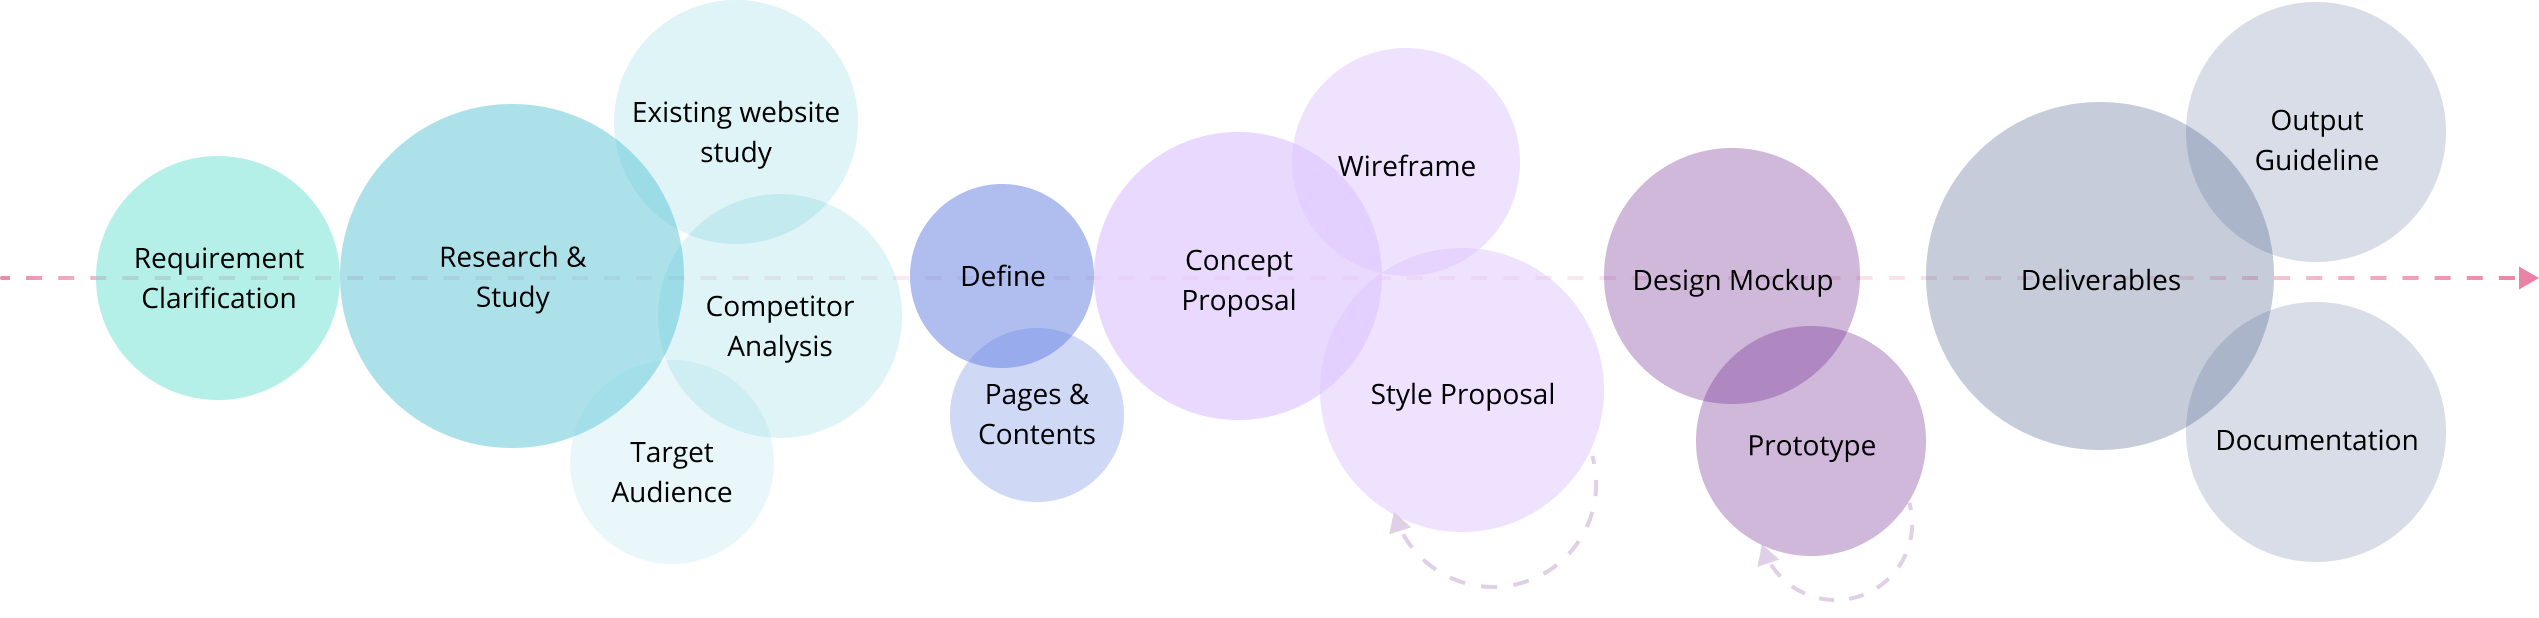 Requirement
Clarification
Research &
Study
Existing website
study
Competitor
Analysis
Target
Audience
Define
Pages &
Contents
Concept
Proposal
Wireframe
Style Proposal
Design Mockup
Prototype
Deliverables
Output
Guideline
Documentation